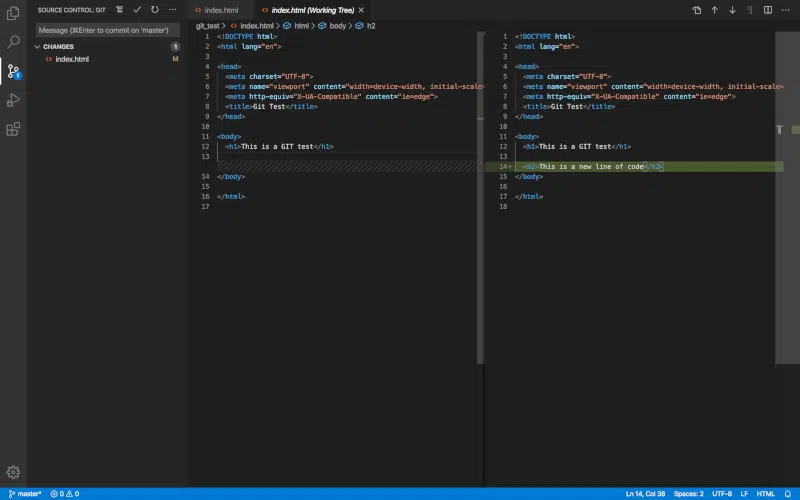 SOURCE CONTROL: GIT
Message (⌘Enter to commit on 'master')
CHANGES 1
index.html M
1
index.html
index.html (Working Tree)
git_test > index.html > html > body > h2
1 <!DOCTYPE html>
2 <html lang="en">
3
4 <head>
5 <meta charset="UTF-8">
6 <meta name="viewport" content="width=device-width, initial-scale=
7 <meta http-equiv="X-UA-Compatible" content="ie=edge">
8 <title>Git Test</title>
9 </head>
10
11 <body>
12 <h1>This is a GIT test</h1>
13
14 </body>
15
16 </html>
17
1 <!DOCTYPE html>
2 <html lang="en">
3
4 <head>
5 <meta charset="UTF-8">
6 <meta name="viewport" content="width=device-width, initial-scale=
7 <meta http-equiv="X-UA-Compatible" content="ie=edge">
8 <title>Git Test</title>
9 </head>
10
11 <body>
12 <h1>This is a GIT test</h1>
13
14+ <h2>This is a new line of code</h2>
15 </body>
16
17 </html>
18
master* 0 0
Ln 14, Col 38 Spaces: 2 UTF-8 LF HTML